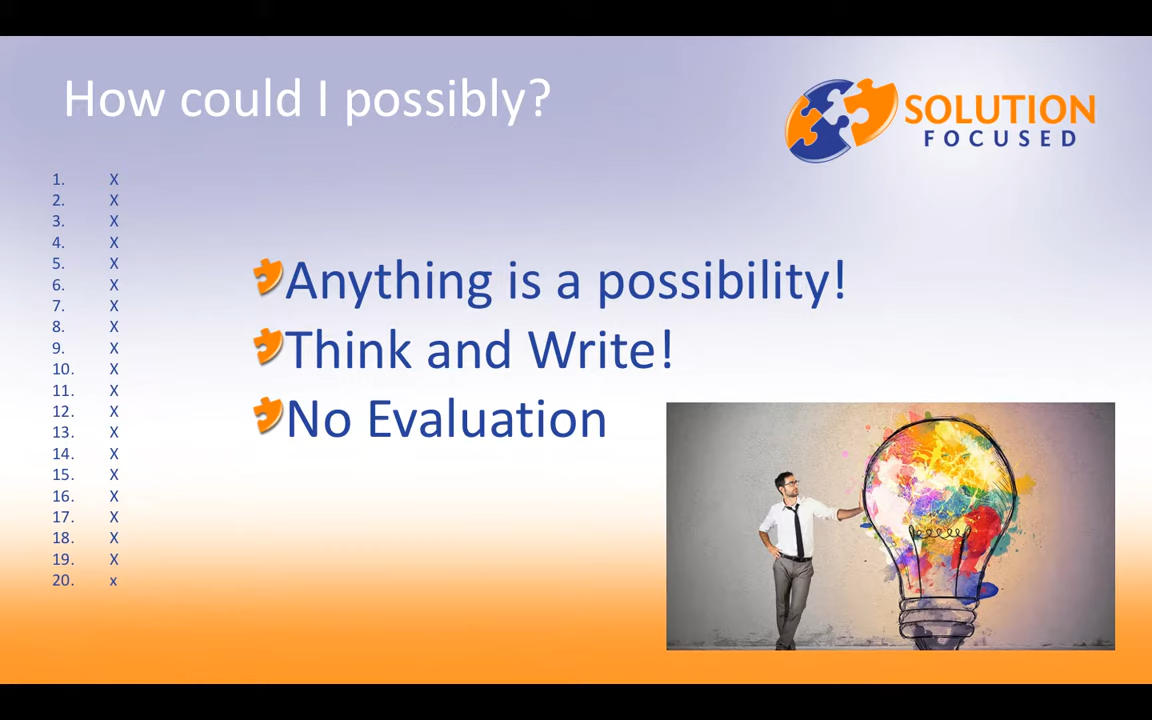 How could I possibly?
SOLUTION
FOCUSED
1. X
2. X
3. X
4. X
5. X
6. X
7. X
8. X
9. X
10. X
11. X
12. X
13. X
14. X
15. X
16. X
17. X
18. X
19. X
20. x
Anything is a possibility!
Think and Write!
No Evaluation